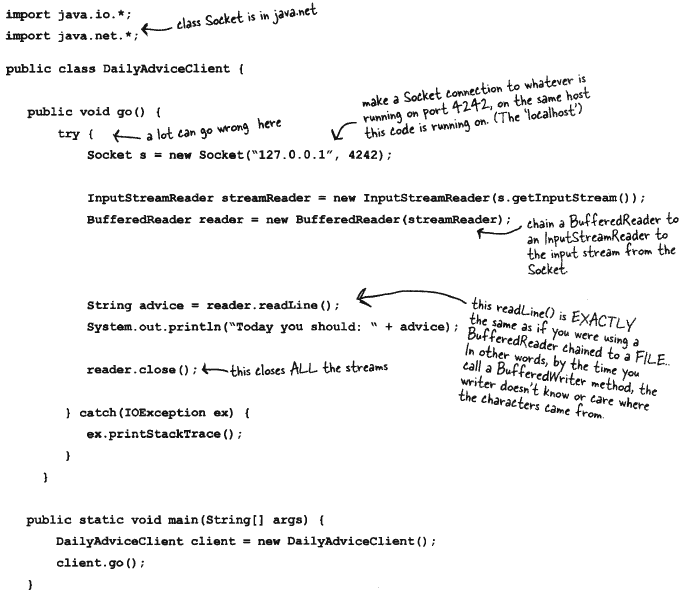 import java.io.*;
import java.net.*;
class Socket is in java.net
public class DailyAdviceClient {
public void go() {
try {
a lot can go wrong here
make a Socket connection to whatever is
running on port 4242, on the same host
this code is running on. (The 'localhost')
Socket s = new Socket("127.0.0.1", 4242);
InputStreamReader streamReader = new InputStreamReader(s.getInputStream());
BufferedReader reader = new BufferedReader(streamReader);
chain a BufferedReader to
an InputStreamReader to
the input stream from the
Socket.
String advice = reader.readLine();
System.out.println("Today you should: " + advice);
this readLine() is EXACTLY
the same as if you were using a
BufferedReader chained to a FILE..
In other words, by the time you
call a BufferedWriter method, the
writer doesn't know or care where
the characters came from.
reader.close();
this closes ALL the streams
} catch(IOException ex) {
ex.printStackTrace();
}
}
public static void main(String[] args) {
DailyAdviceClient client = new DailyAdviceClient();
client.go();
}